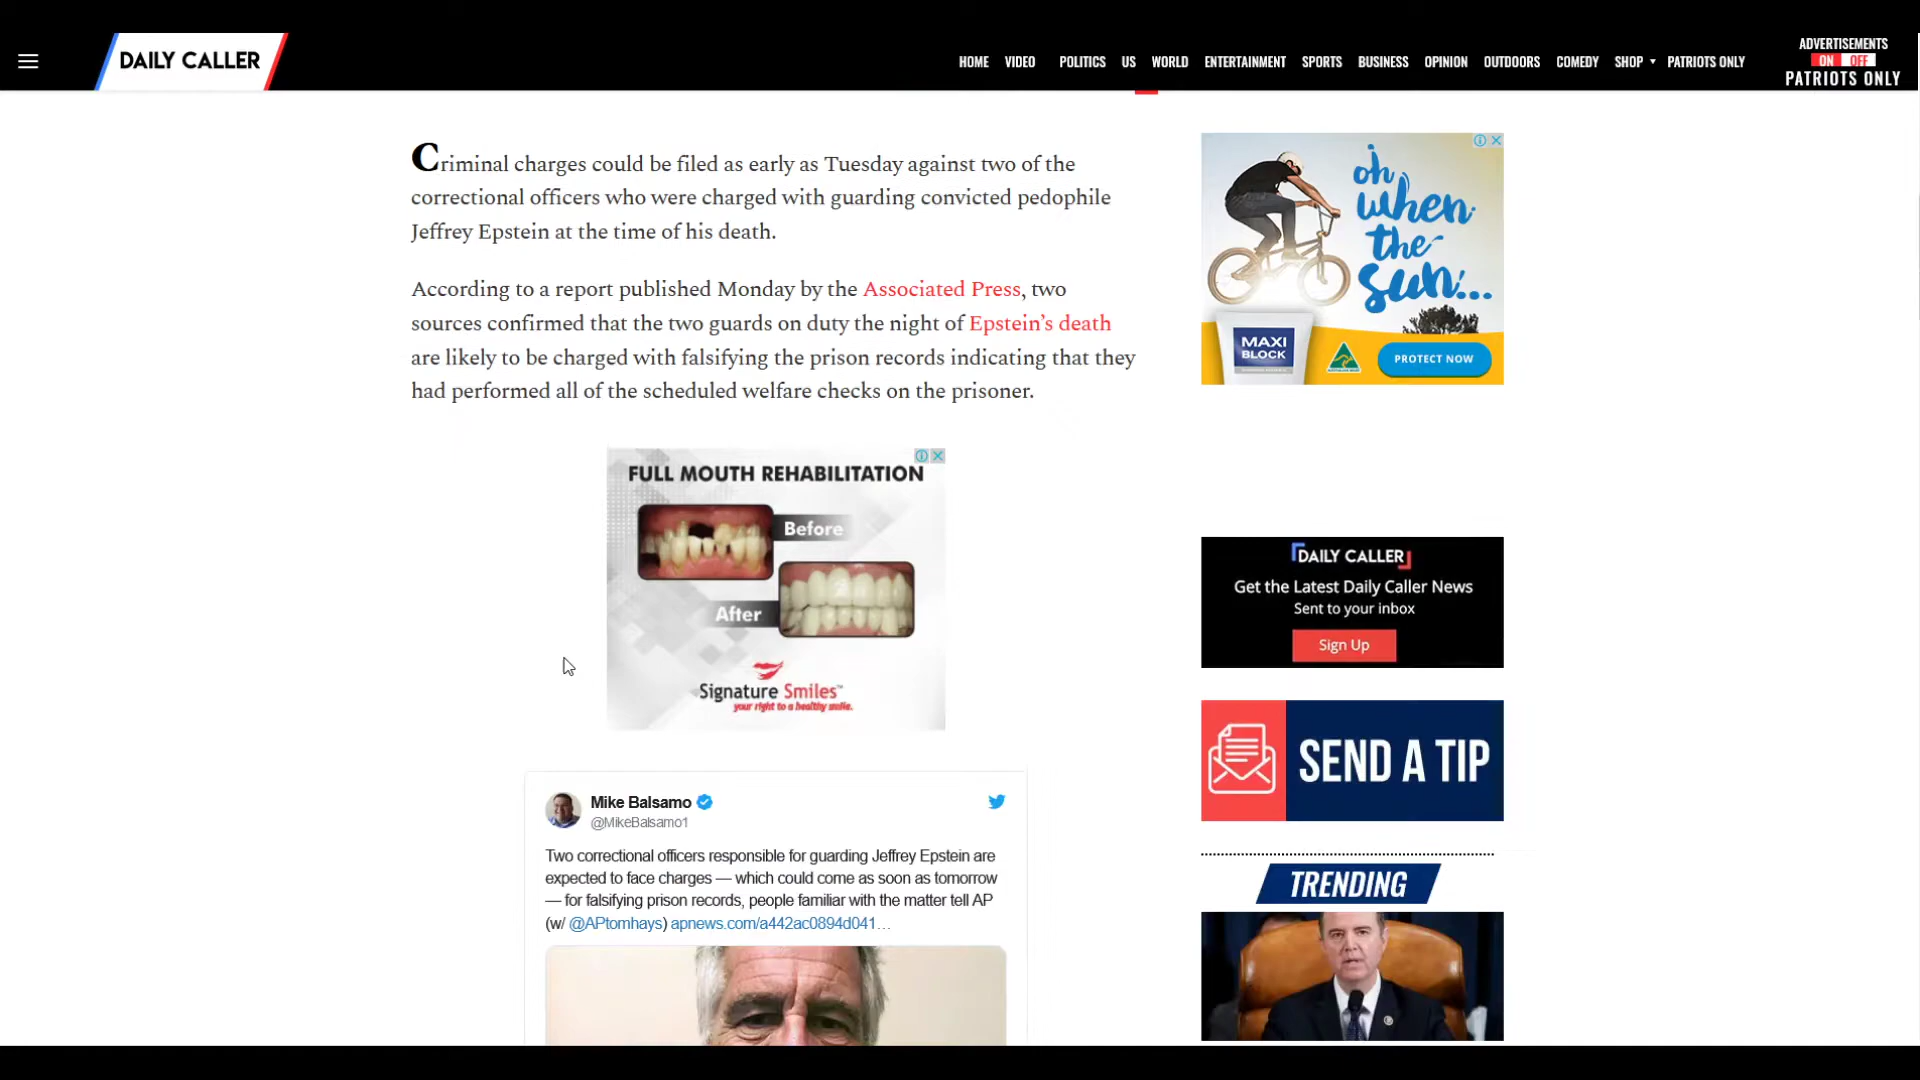 DAILY CALLER
HOME VIDEO POLITICS US WORLD ENTERTAINMENT SPORTS BUSINESS OPINION OUTDOORS COMEDY SHOP PATRIOTS ONLY
ADVERTISEMENTS
ON OFF
PATRIOTS ONLY
Criminal charges could be filed as early as Tuesday against two of the
correctional officers who were charged with guarding convicted pedophile
Jeffrey Epstein at the time of his death.
According to a report published Monday by the Associated Press, two
sources confirmed that the two guards on duty the night of Epstein’s death
are likely to be charged with falsifying the prison records indicating that they
had performed all of the scheduled welfare checks on the prisoner.
FULL MOUTH REHABILITATION
Before
After
Signature Smiles™
your right to a healthy smile.
Mike Balsamo
@MikeBalsamo1
Two correctional officers responsible for guarding Jeffrey Epstein are
expected to face charges — which could come as soon as tomorrow
— for falsifying prison records, people familiar with the matter tell AP
(w/ @APtomhays) apnews.com/a442ac0894d041…
oh,
when
the
sun...
MAXI
BLOCK
PROTECT NOW
DAILY CALLER
Get the Latest Daily Caller News
Sent to your inbox
Sign Up
SEND A TIP
TRENDING